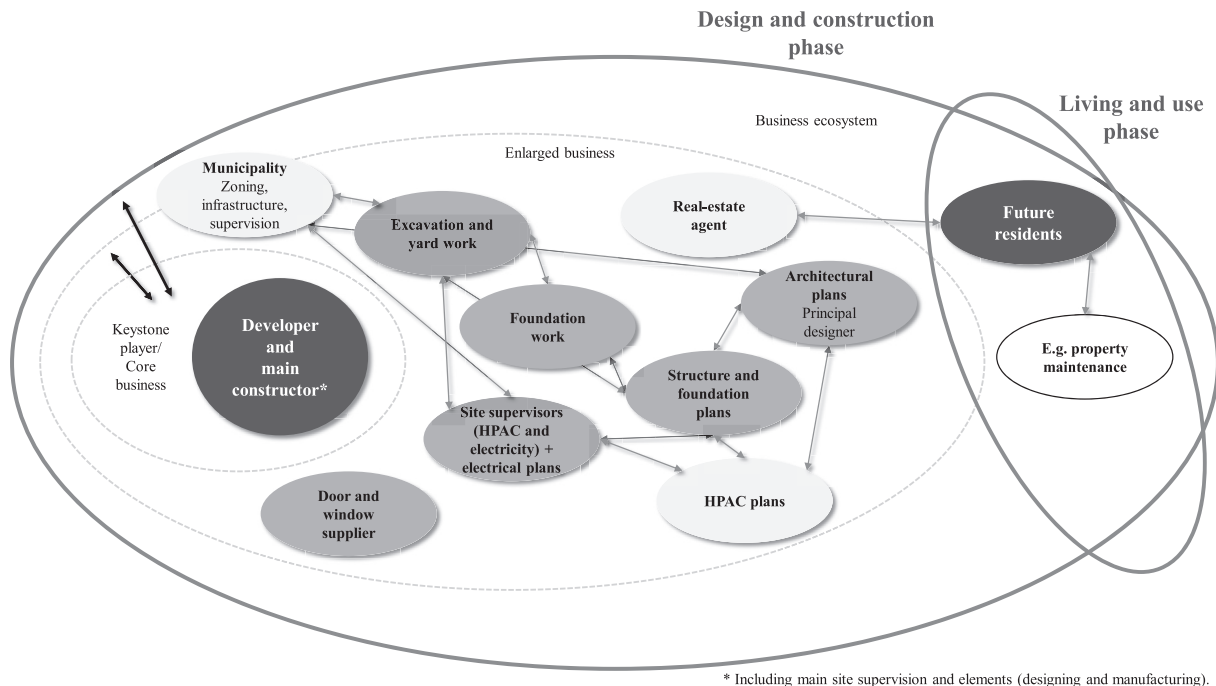 Design and construction
phase
Living and use
phase
Business ecosystem
Enlarged business
Municipality
Zoning,
infrastructure,
supervision
Excavation and
yard work
Real-estate
agent
Future
residents
Architectural
plans
Principal
designer
Foundation
work
Keystone
player/
Core
business
Developer
and
main
constructor*
E.g. property
maintenance
Structure and
foundation
plans
Site supervisors
(HPAC and
electricity) +
electrical plans
HPAC plans
Door and
window
supplier
* Including main site supervision and elements (designing and manufacturing).